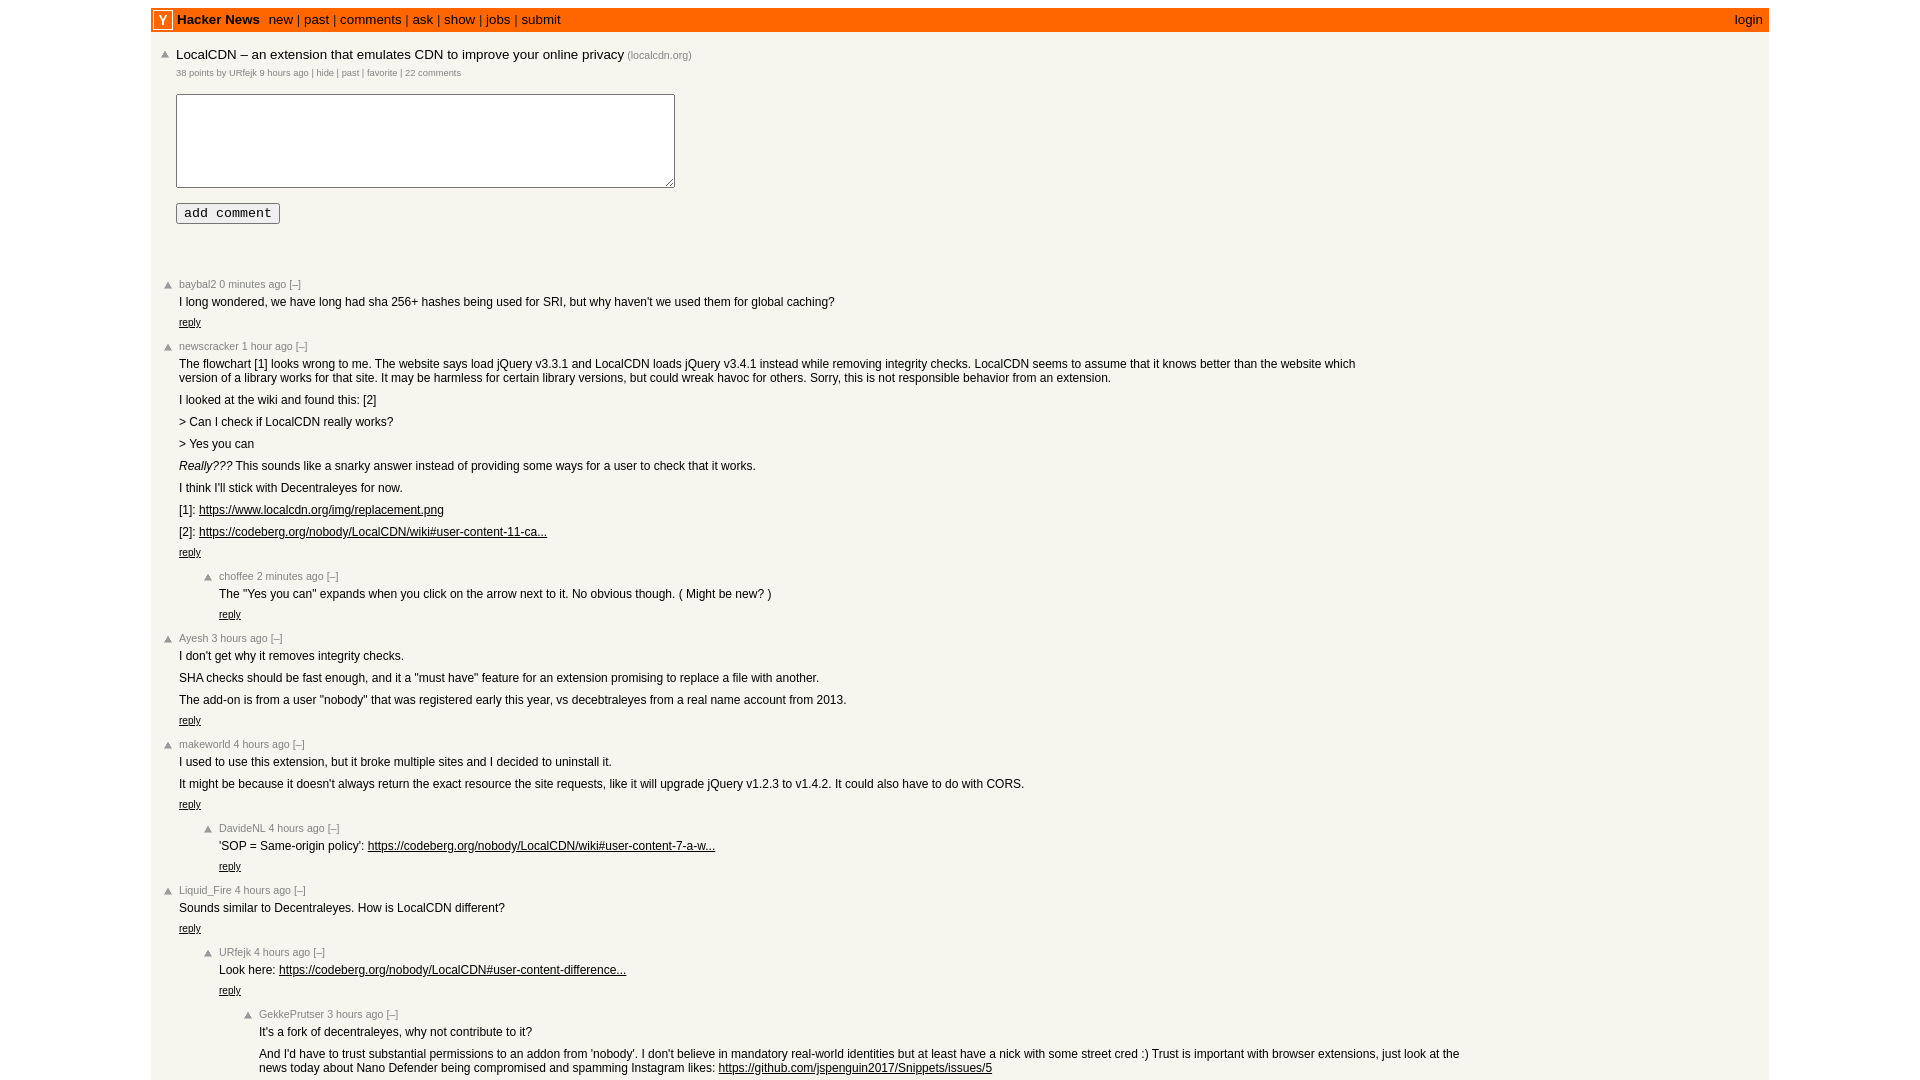 Y Hacker News new | past | comments | ask | show | jobs | submit login
LocalCDN – an extension that emulates CDN to improve your online privacy (localcdn.org)
38 points by URfejk 9 hours ago | hide | past | favorite | 22 comments
add comment
baybal2 0 minutes ago [–]
I long wondered, we have long had sha 256+ hashes being used for SRI, but why haven't we used them for global caching?
reply
newscracker 1 hour ago [–]
The flowchart [1] looks wrong to me. The website says load jQuery v3.3.1 and LocalCDN loads jQuery v3.4.1 instead while removing integrity checks. LocalCDN seems to assume that it knows better than the website which
version of a library works for that site. It may be harmless for certain library versions, but could wreak havoc for others. Sorry, this is not responsible behavior from an extension.
I looked at the wiki and found this: [2]
> Can I check if LocalCDN really works?
> Yes you can
Really??? This sounds like a snarky answer instead of providing some ways for a user to check that it works.
I think I'll stick with Decentraleyes for now.
[1]: https://www.localcdn.org/img/replacement.png
[2]: https://codeberg.org/nobody/LocalCDN/wiki#user-content-11-ca...
reply
choffee 2 minutes ago [–]
The "Yes you can" expands when you click on the arrow next to it. No obvious though. ( Might be new? )
reply
Ayesh 3 hours ago [–]
I don't get why it removes integrity checks.
SHA checks should be fast enough, and it a "must have" feature for an extension promising to replace a file with another.
The add-on is from a user "nobody" that was registered early this year, vs decebtraleyes from a real name account from 2013.
reply
makeworld 4 hours ago [–]
I used to use this extension, but it broke multiple sites and I decided to uninstall it.
It might be because it doesn't always return the exact resource the site requests, like it will upgrade jQuery v1.2.3 to v1.4.2. It could also have to do with CORS.
reply
DavideNL 4 hours ago [–]
'SOP = Same-origin policy': https://codeberg.org/nobody/LocalCDN/wiki#user-content-7-a-w...
reply
Liquid_Fire 4 hours ago [–]
Sounds similar to Decentraleyes. How is LocalCDN different?
reply
URfejk 4 hours ago [–]
Look here: https://codeberg.org/nobody/LocalCDN#user-content-difference...
reply
GekkePrutser 3 hours ago [–]
It's a fork of decentraleyes, why not contribute to it?
And I'd have to trust substantial permissions to an addon from 'nobody'. I don't believe in mandatory real-world identities but at least have a nick with some street cred :) Trust is important with browser extensions, just look at the
news today about Nano Defender being compromised and spamming Instagram likes: https://github.com/jspenguin2017/Snippets/issues/5